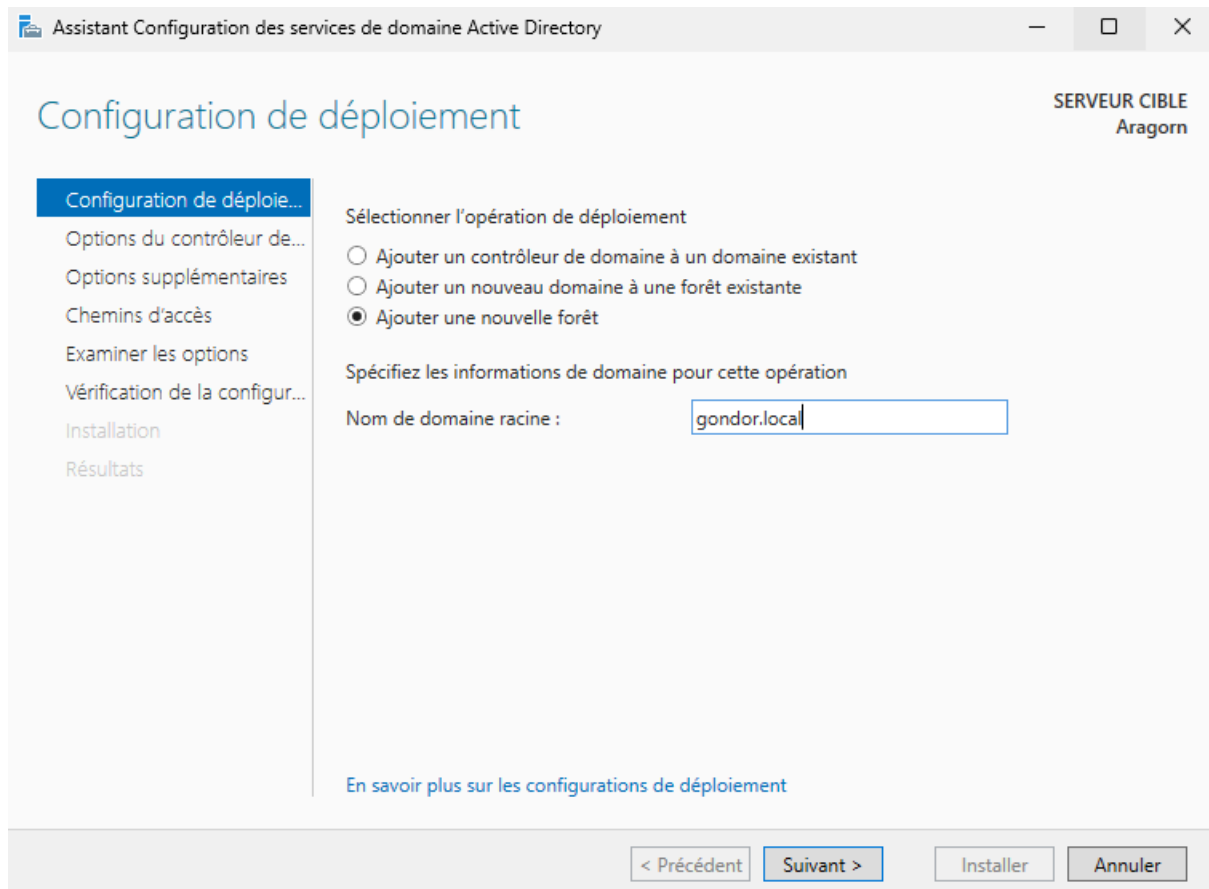 Assistant Configuration des services de domaine Active Directory
Configuration de déploiement
SERVEUR CIBLE
Aragorn
Configuration de déploie...
Options du contrôleur de...
Options supplémentaires
Chemins d’accès
Examiner les options
Vérification de la configur...
Installation
Résultats
Sélectionner l’opération de déploiement
Ajouter un contrôleur de domaine à un domaine existant
Ajouter un nouveau domaine à une forêt existante
Ajouter une nouvelle forêt
Spécifiez les informations de domaine pour cette opération
Nom de domaine racine : gondor.local
En savoir plus sur les configurations de déploiement
< Précédent Suivant > Installer Annuler